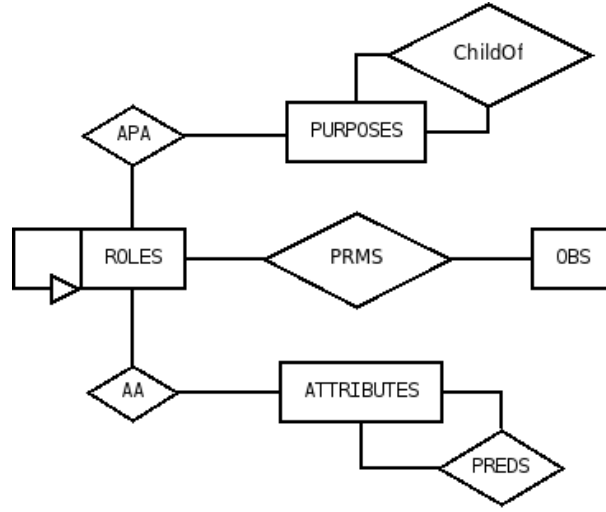 ChildOf
APA
PURPOSES
ROLES
PRMS
OBS
AA
ATTRIBUTES
PREDS